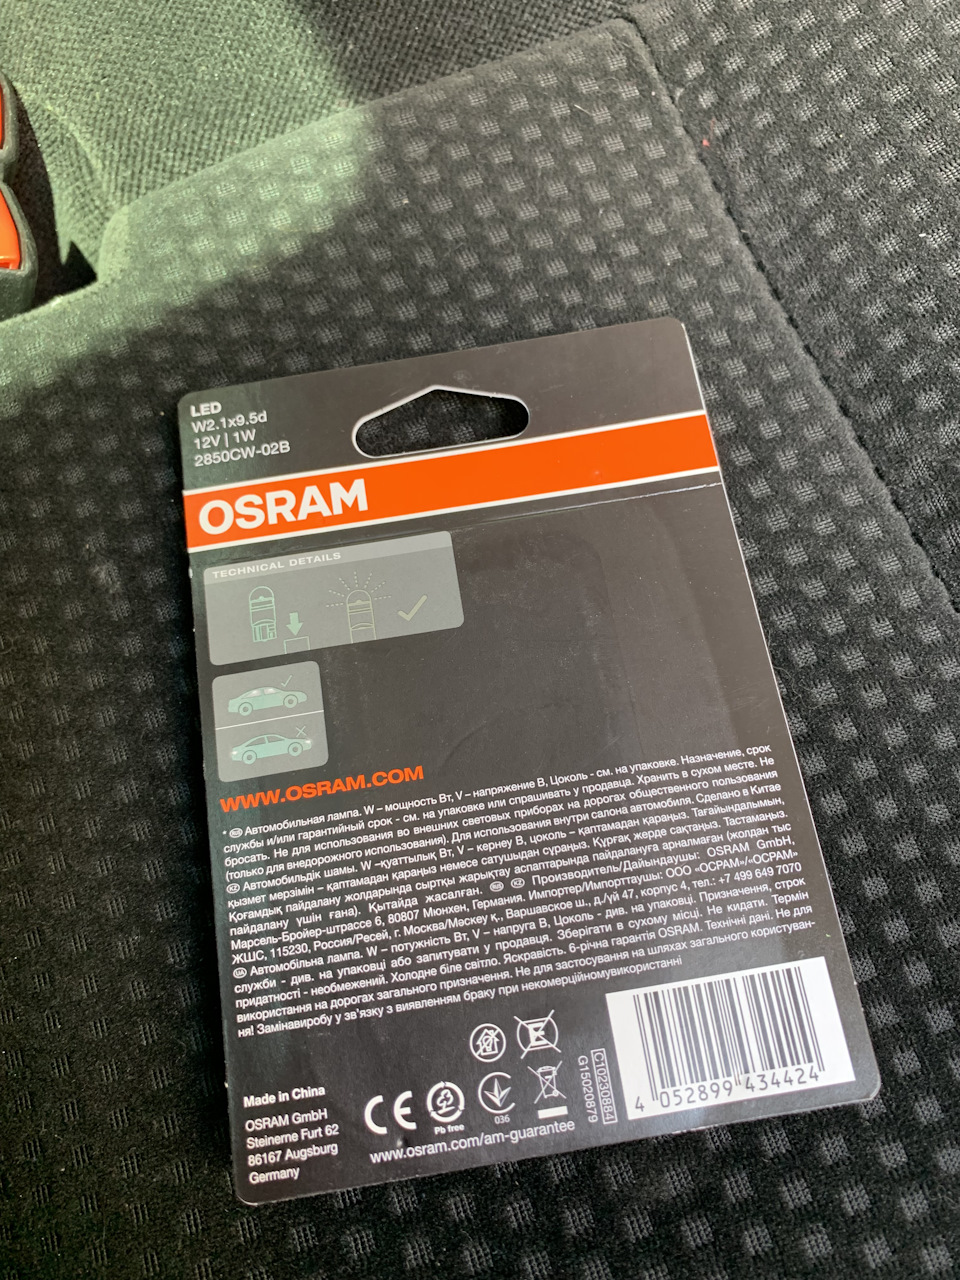 LED
W2.1x9.5d
12V | 1W
2850CW-02B
OSRAM
TECHNICAL DETAILS
WWW.OSRAM.COM
* RUS Автомобильная лампа. W – мощность Вт, V – напряжение В, Цоколь - см. на упаковке. Назначение, срок
службы и/или гарантийный срок - см. на упаковке или спрашивать у продавца. Хранить в сухом месте. Не
бросать. Не для использования во внешних световых приборах на дорогах общественного пользования
(только для внедорожного использования). Для использования внутри салона автомобиля. Сделано в Китае
KZ Автомобильдік шамы, W –қуаттылық Вт, V – кернеу В, цоколь – қаптамадан қараңыз. Тағайындалымын,
қызмет мерзімін – қаптамадан қараңыз немесе сатушыдан сұраңыз. Құрғақ жерде сақтаңыз. Тастамаңыз.
Қоғамдық пайдалану жолдарында сыртқы жарықтау аспаптарында пайдалануға арналмаған (жолдан тыс
пайдалану үшін ғана). Қытайда жасалған. RUS KZ Производитель/Дайындаушы: OSRAM GmbH,
Марсель-Бройер-штрассе 6, 80807 Мюнхен, Германия. Импортер/Импорттаушы: ООО «ОСРАМ»/«ОСРАМ»
ЖШС, 115230, Россия/Ресей, г. Москва/Маскеу қ., Варшавское ш., д./үй 47, корпус 4, тел.: +7 499 649 7070
UA Автомобільна лампа. W – потужність Вт, V – напруга В, Цоколь - див. на упаковці. Призначення, строк
служби - див. на упаковці або запитувати у продавця. Зберігати в сухому місці. Не кидати. Термін
придатності - необмежений. Холодне біле світло. Яскравість. 6-річна гарантія OSRAM. Технічні дані. Не для
використання на дорогах загального призначення. Не для застосування на шляхах загального користуван-
ня! Замінавиробу у зв'язку з виявленням браку при некомерційномувикористанні
Made in China
OSRAM GmbH
Steinerne Furt 62
86167 Augsburg
Germany
CE
Pb free
036
www.osram.com/am-guarantee
G15020879
C10230884
4 052899 434424